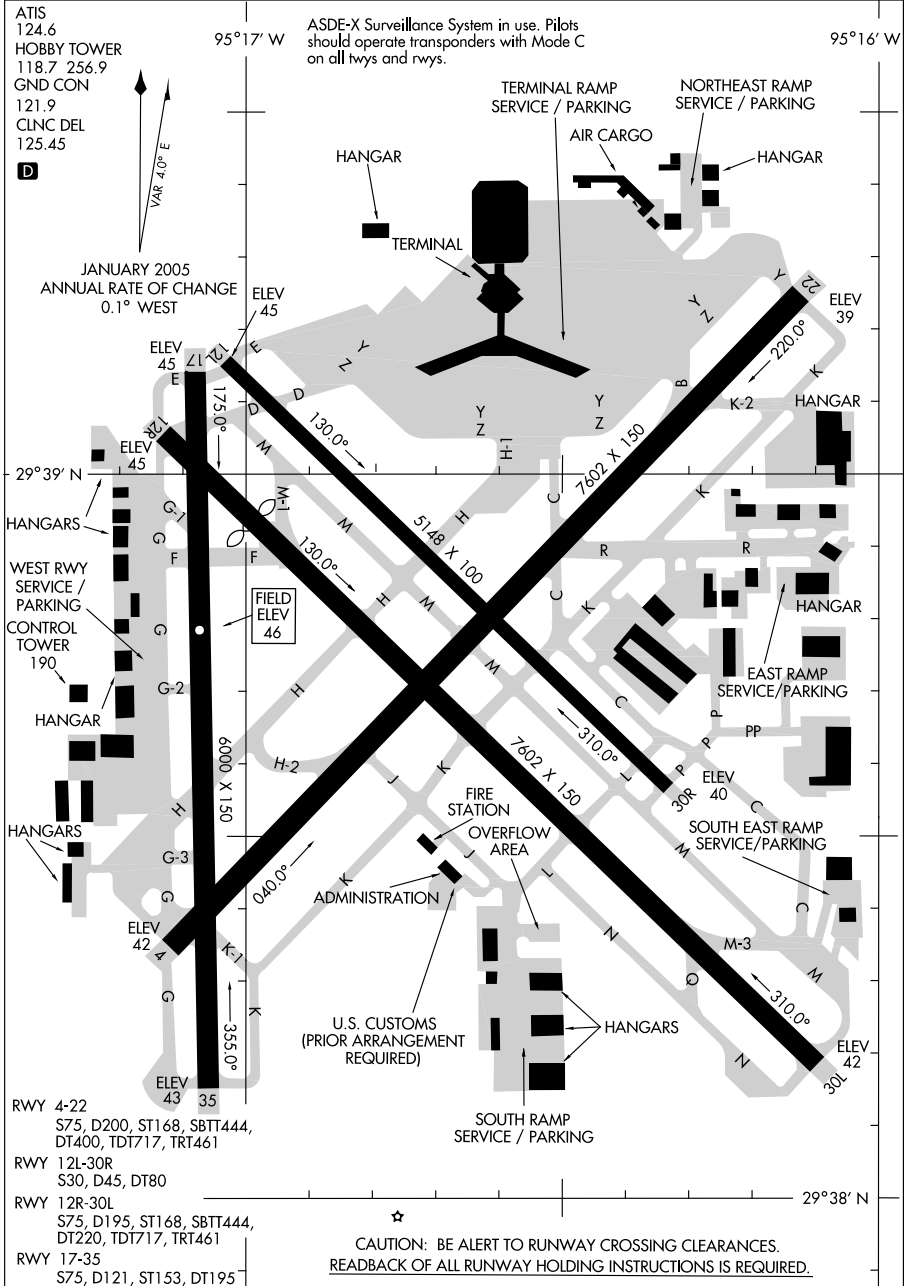 ATIS
124.6
HOBBY TOWER
118.7 256.9
GND CON
121.9
CLNC DEL
125.45
D
VAR 4.0° E
JANUARY 2005
ANNUAL RATE OF CHANGE
0.1° WEST
ASDE-X Surveillance System in use. Pilots
should operate transponders with Mode C
on all twys and rwys.
95°17' W
95°16' W
TERMINAL RAMP
SERVICE / PARKING
NORTHEAST RAMP
SERVICE / PARKING
AIR CARGO
HANGAR
HANGAR
TERMINAL
ELEV
45
ELEV
45
17
12L
E
E
D
D
12R
ELEV
45
175.0°
130.0°
Y
Z
Y
Z
Y
Z
Y
Z
Y
22
ELEV
39
220.0°
K
B
K-2
HANGAR
7602 X 150
L-H
C
H
M
M-1
M
5148 X 100
29°39' N
HANGARS
G-1
G
F
F
130.0°
H
M
R
R
K
K
C
HANGAR
WEST RWY
SERVICE /
PARKING
FIELD
ELEV
46
CONTROL
TOWER
190
G
G-2
HANGAR
H
M
C
EAST RAMP
SERVICE/PARKING
P
P
PP
P
310.0°
30R
ELEV
40
L
C
6000 X 150
H-2
J
K
7602 X 150
H
HANGARS
G-3
G
040.0°
K
FIRE
STATION
OVERFLOW
AREA
J
L
ADMINISTRATION
SOUTH EAST RAMP
SERVICE/PARKING
M
C
N
M-3
W
Q
N
310.0°
ELEV
42
30L
ELEV
42
4
K-1
K
G
355.0°
ELEV
43
35
U.S. CUSTOMS
(PRIOR ARRANGEMENT
REQUIRED)
HANGARS
SOUTH RAMP
SERVICE / PARKING
RWY 4-22
S75, D200, ST168, SBTT444,
DT400, TDT717, TRT461
RWY 12L-30R
S30, D45, DT80
RWY 12R-30L
S75, D195, ST168, SBTT444,
DT220, TDT717, TRT461
RWY 17-35
S75, D121, ST153, DT195
29°38' N
CAUTION: BE ALERT TO RUNWAY CROSSING CLEARANCES.
READBACK OF ALL RUNWAY HOLDING INSTRUCTIONS IS REQUIRED.